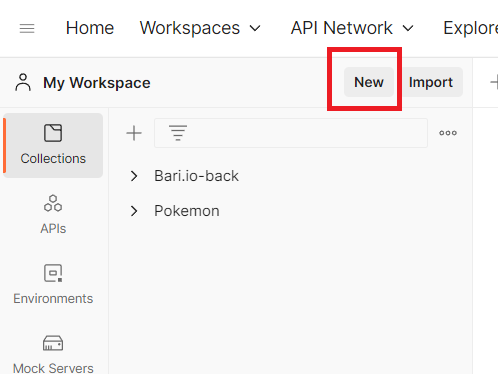 Home Workspaces API Network Explore
My Workspace New Import
Collections
Bari.io-back
Pokemon
APIs
Environments
Mock Servers